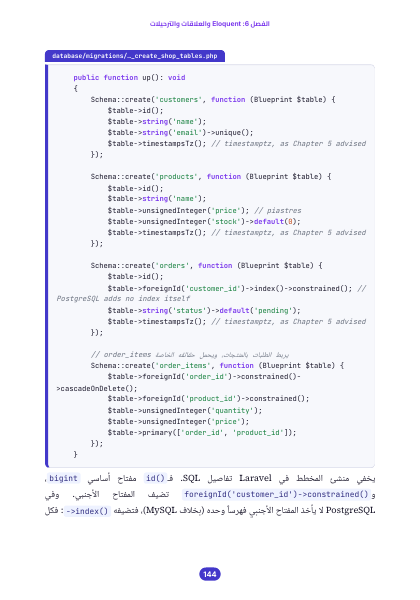 الفصل 6: Eloquent والعلاقات والترحيلات
database/migrations/…_create_shop_tables.php
public function up(): void
{
Schema::create('customers', function (Blueprint $table) {
$table->id();
$table->string('name');
$table->string('email')->unique();
$table->timestampsTz(); // timestamptz, as Chapter 5 advised
});
Schema::create('products', function (Blueprint $table) {
$table->id();
$table->string('name');
$table->unsignedInteger('price'); // piastres
$table->unsignedInteger('stock')->default(0);
$table->timestampsTz(); // timestamptz, as Chapter 5 advised
});
Schema::create('orders', function (Blueprint $table) {
$table->id();
$table->foreignId('customer_id')->index()->constrained(); //
PostgreSQL adds no index itself
$table->string('status')->default('pending');
$table->timestampsTz(); // timestamptz, as Chapter 5 advised
});
// order_items يربط الطلبات بالمنتجات، ويحمل حقائقه الخاصة
Schema::create('order_items', function (Blueprint $table) {
$table->foreignId('order_id')->constrained()-
>cascadeOnDelete();
$table->foreignId('product_id')->constrained();
$table->unsignedInteger('quantity');
$table->unsignedInteger('price');
$table->primary(['order_id', 'product_id']);
});
}
يخفي منشئ المخطط في Laravel تفاصيل SQL. فـ id() مفتاح أساسي bigint،
و foreignId('customer_id')->constrained() تضيف المفتاح الأجنبي. وفي
PostgreSQL لا يأخذ المفتاح الأجنبي فهرساً وحده (بخلاف MySQL)، فتضيفه ->index() : فكل
144